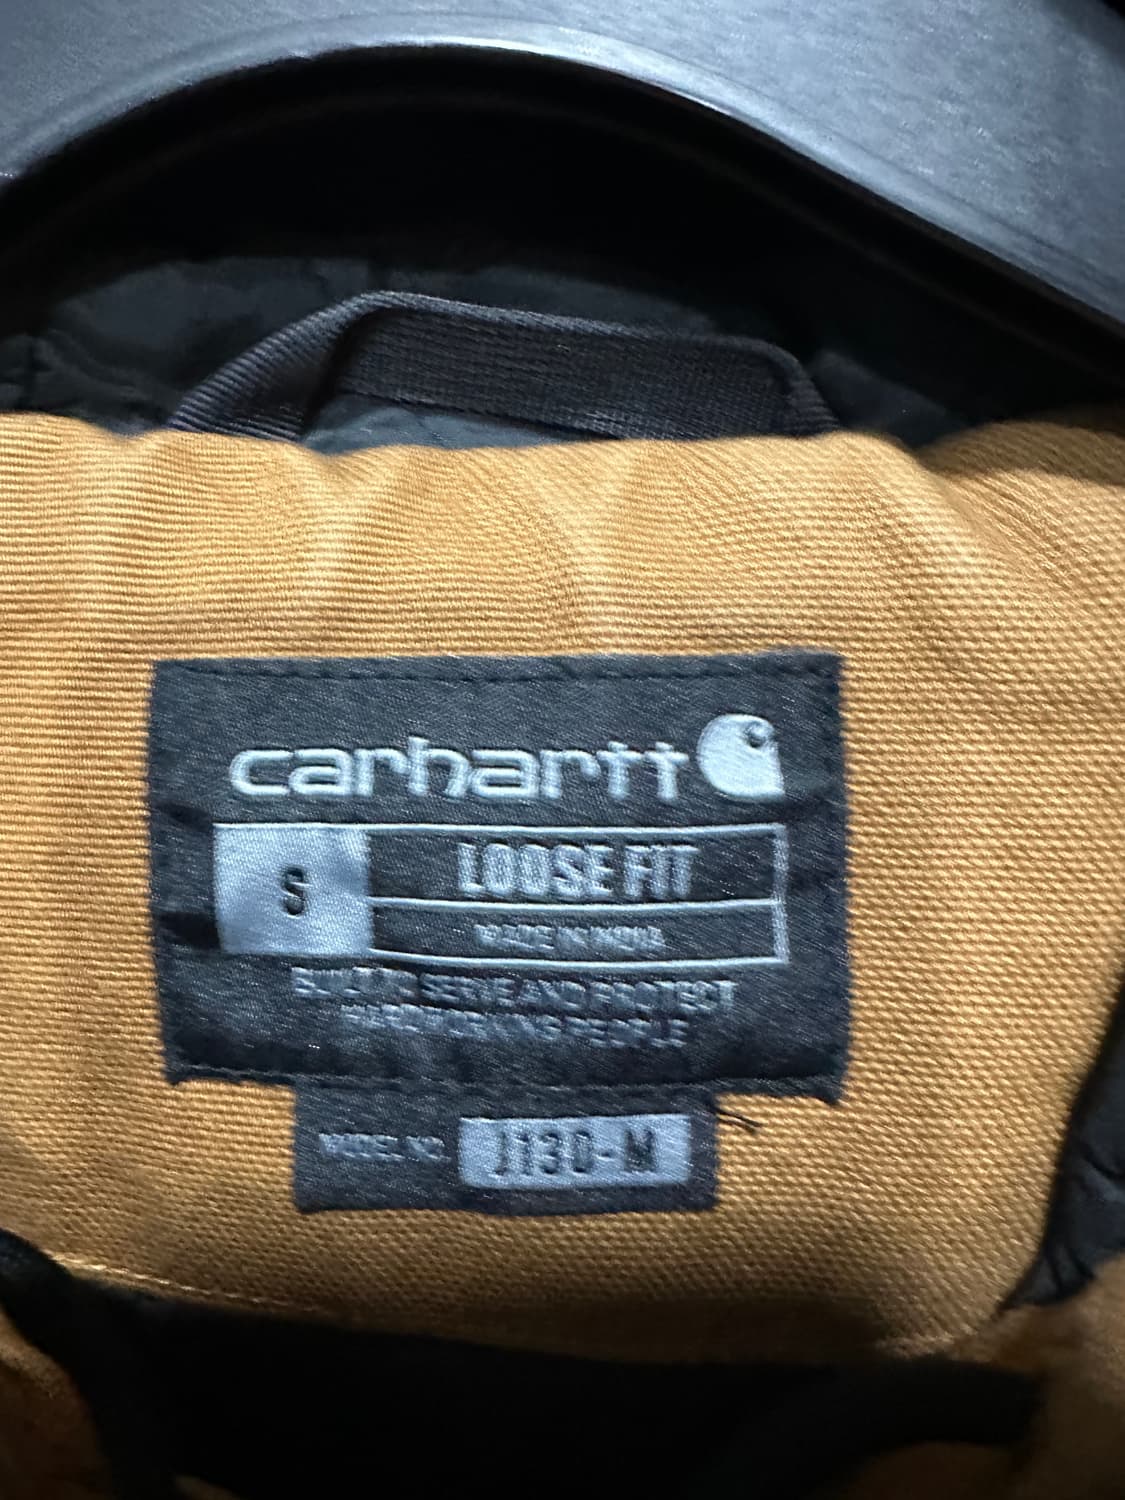 carhartt
S
LOOSE FIT
MADE IN INDIA
BUILT TO SERVE AND PROTECT
HARDWORKING PEOPLE
MODEL NO. J130-M